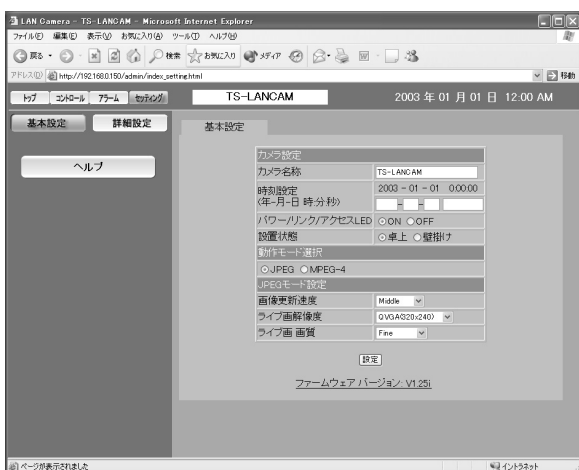 LAN Camera - TS-LANCAM - Microsoft Internet Explorer
ファイル(F) 編集(E) 表示(V) お気に入り(A) ツール(T) ヘルプ(H)
戻る 検索 お気に入り メディア
アドレス(D) http://192.168.0.150/admin/index_setting.html 移動
トップ コントロール アラーム セッティング TS-LANCAM 2003 年 01 月 01 日 12:00 AM
基本設定 詳細設定 基本設定
ヘルプ
カメラ設定
カメラ名称 TS-LANCAM
時刻設定 2003 - 01 - 01 0:00:00
(年-月-日 時:分:秒) - -
パワー/リンク/アクセスLED ON OFF
設置状態 卓上 壁掛け
動作モード選択
JPEG MPEG-4
JPEGモード設定
画像更新速度 Middle
ライブ画解像度 QVGA(320x240)
ライブ画 画質 Fine
設定
ファームウェア バージョン: V1.25i
ページが表示されました イントラネット